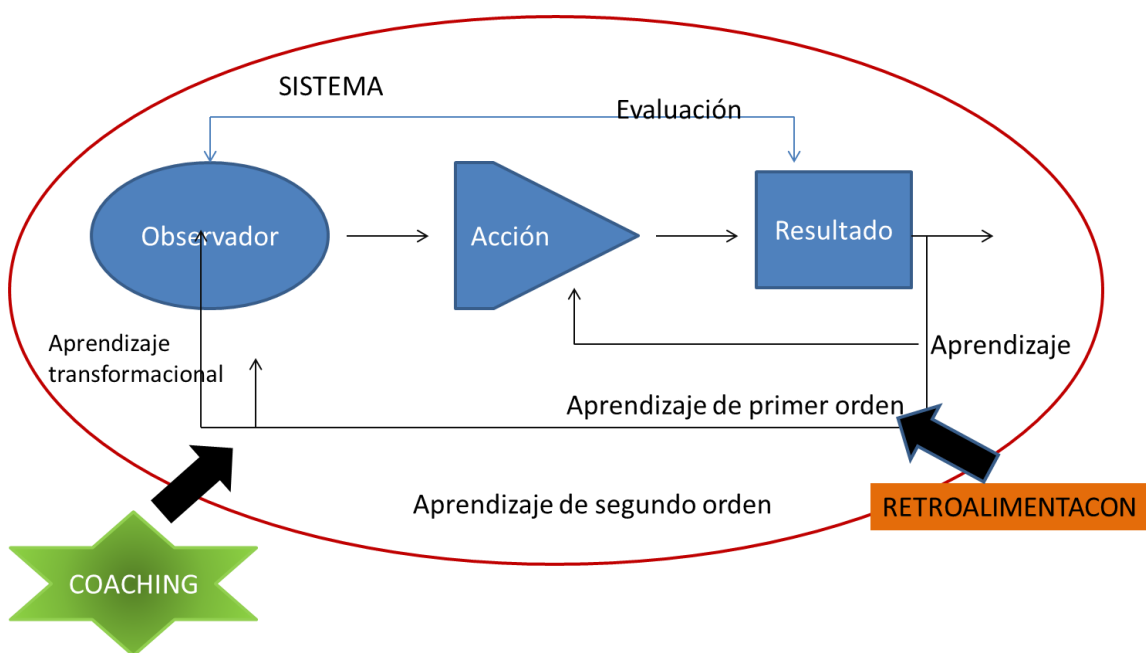 SISTEMA
Evaluación
Observador
Acción
Resultado
Aprendizaje
transformacional
Aprendizaje
Aprendizaje de primer orden
Aprendizaje de segundo orden
RETROALIMENTACON
COACHING